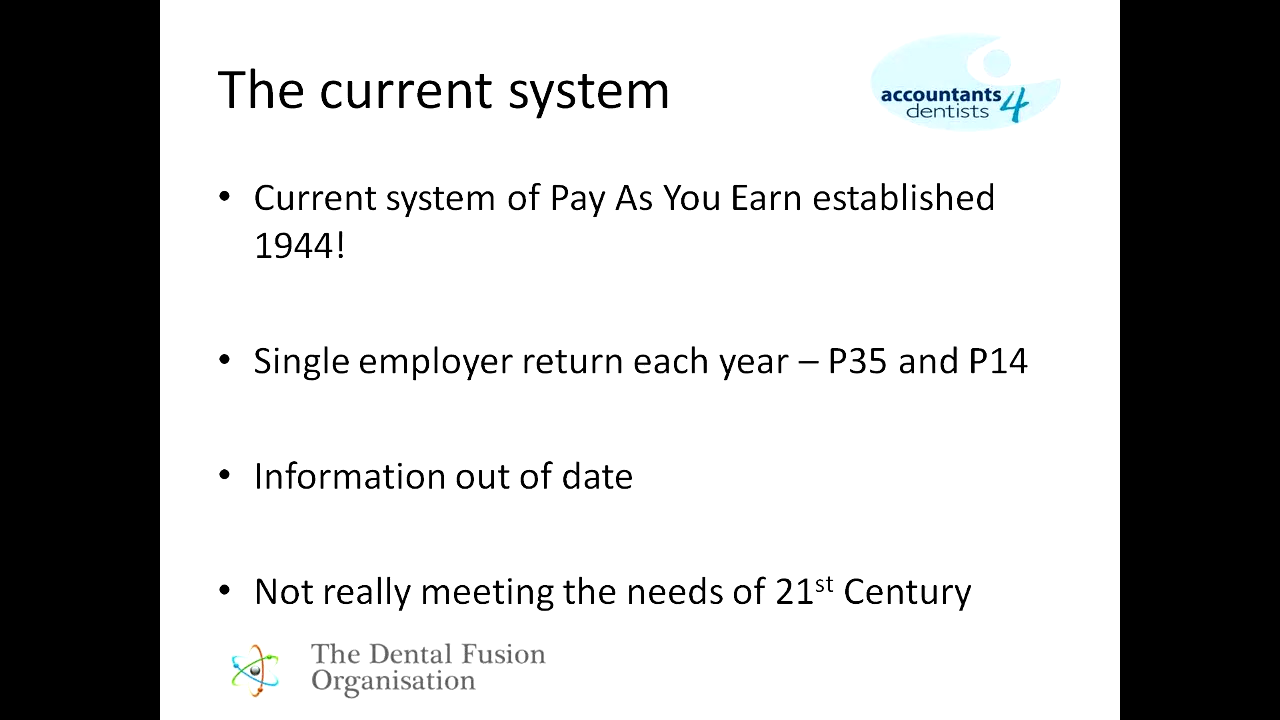 The current system
accountants 4
dentists
• Current system of Pay As You Earn established
1944!
• Single employer return each year – P35 and P14
• Information out of date
• Not really meeting the needs of 21st Century
The Dental Fusion
Organisation